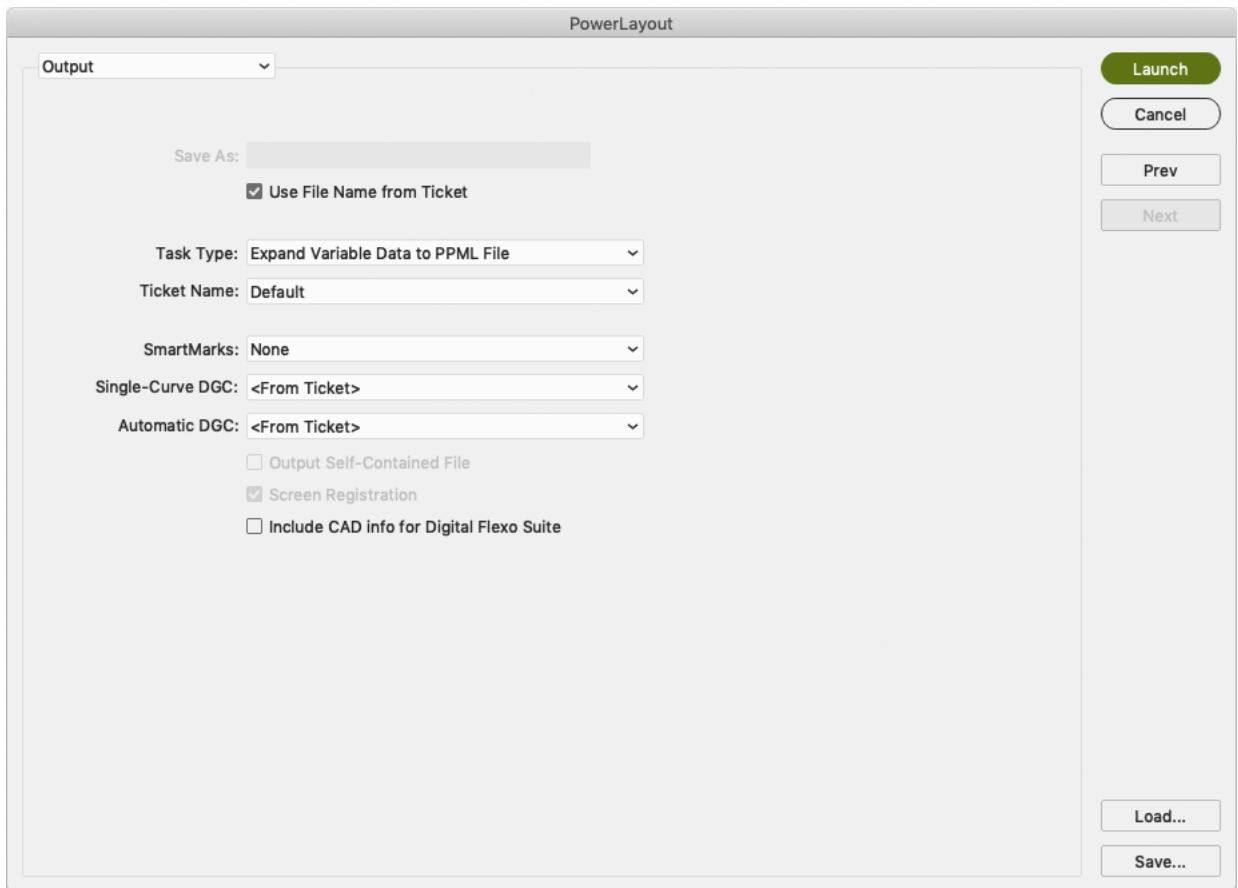 PowerLayout
Output
Launch
Cancel
Save As:
Use File Name from Ticket
Prev
Next
Task Type: Expand Variable Data to PPML File
Ticket Name: Default
SmartMarks: None
Single-Curve DGC: <From Ticket>
Automatic DGC: <From Ticket>
Output Self-Contained File
Screen Registration
Include CAD info for Digital Flexo Suite
Load...
Save...